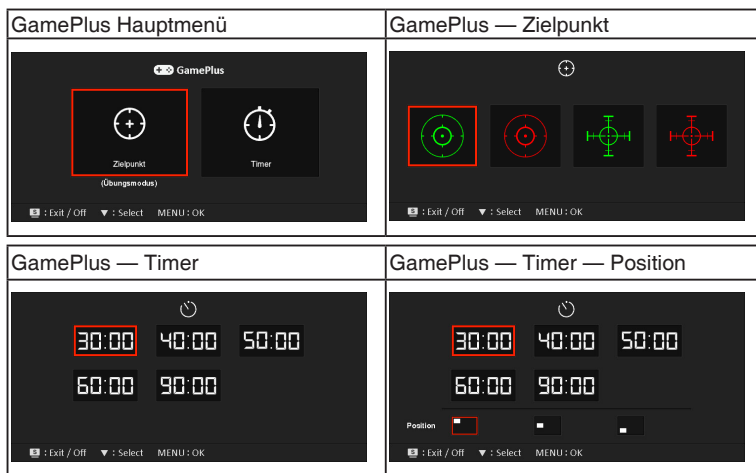 GamePlus Hauptmenü
GamePlus — Zielpunkt
GamePlus
Zielpunkt
Timer
(Übungsmodus)
S : Exit / Off ▼ : Select MENU : OK
S : Exit / Off ▼ : Select MENU : OK
GamePlus — Timer
GamePlus — Timer — Position
30:00 40:00 50:00
60:00 90:00
S : Exit / Off ▼ : Select MENU : OK
30:00 40:00 50:00
60:00 90:00
Position
S : Exit / Off ▼ : Select MENU : OK